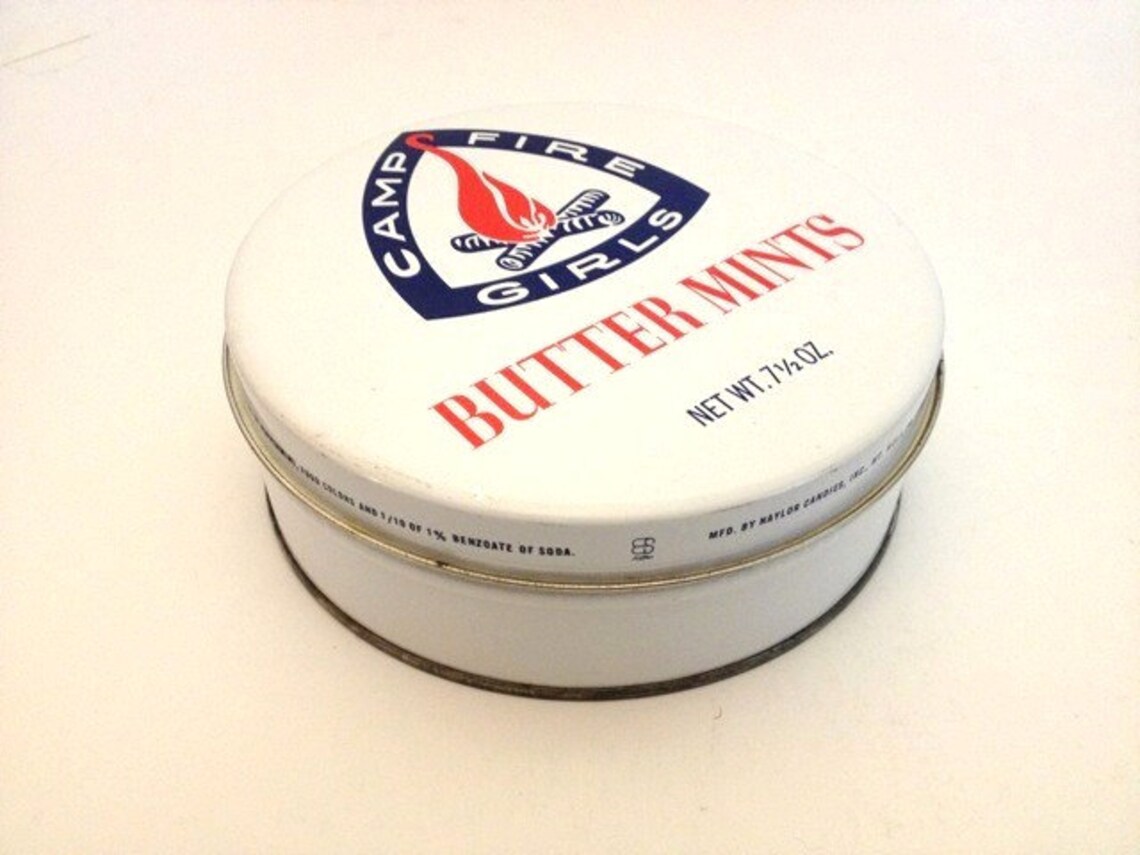 CAMP FIRE
GIRLS
BUTTER MINTS
NET WT. 7½ OZ.
FOOD COLORS AND 1/10 OF 1% BENZOATE OF SODA.
MFD. BY NAYLOR CANDIES, INC., MT.